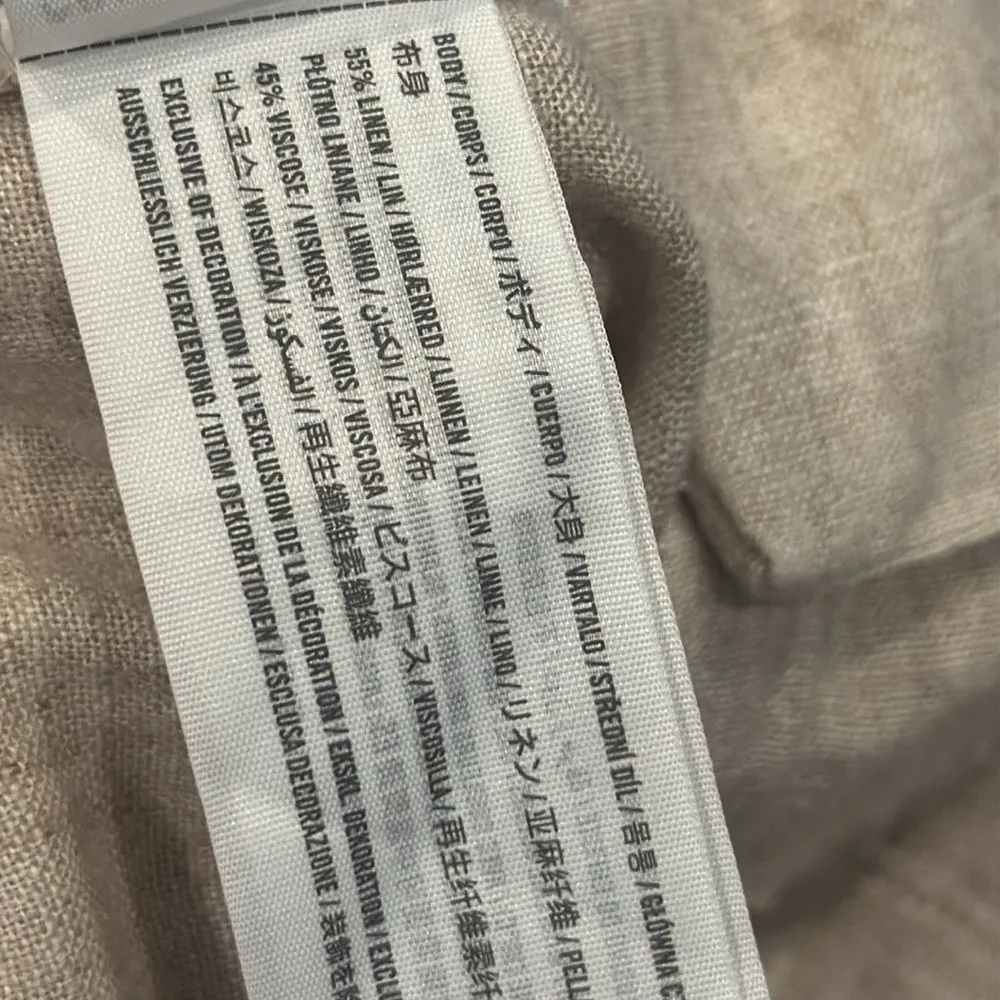 BODY / CORPS / CORPO / ボディ / CUERPO / 大身 / VARTALO / STŘEDNÍ DÍL / 몸통 / GŁÓWNA C
布身
55% LINEN / LIN / HØRLÆRRED / LINNEN / LEINEN / LINNE / LINO / リネン / 亚麻纤维 / PELL
PŁÓTNO LNIANE / LINHO / الكتان / 亞麻布
45% VISCOSE / VISKOSE / VISKOS / VISCOSA / ビスコース / VISCOSILLA / 再生纤维素纤
비스코스 / WISKOZA / الفسكوز / 再生纖維素纖維
EXCLUSIVE OF DECORATION / À L'EXCLUSION DE LA DÉCORATION / EKSKL. DEKORATION / EXCLU
AUSSCHLIESSLICH VERZIERUNG / UTOM DEKORATIONEN / ESCLUSA DECORAZIONE / 装飾を